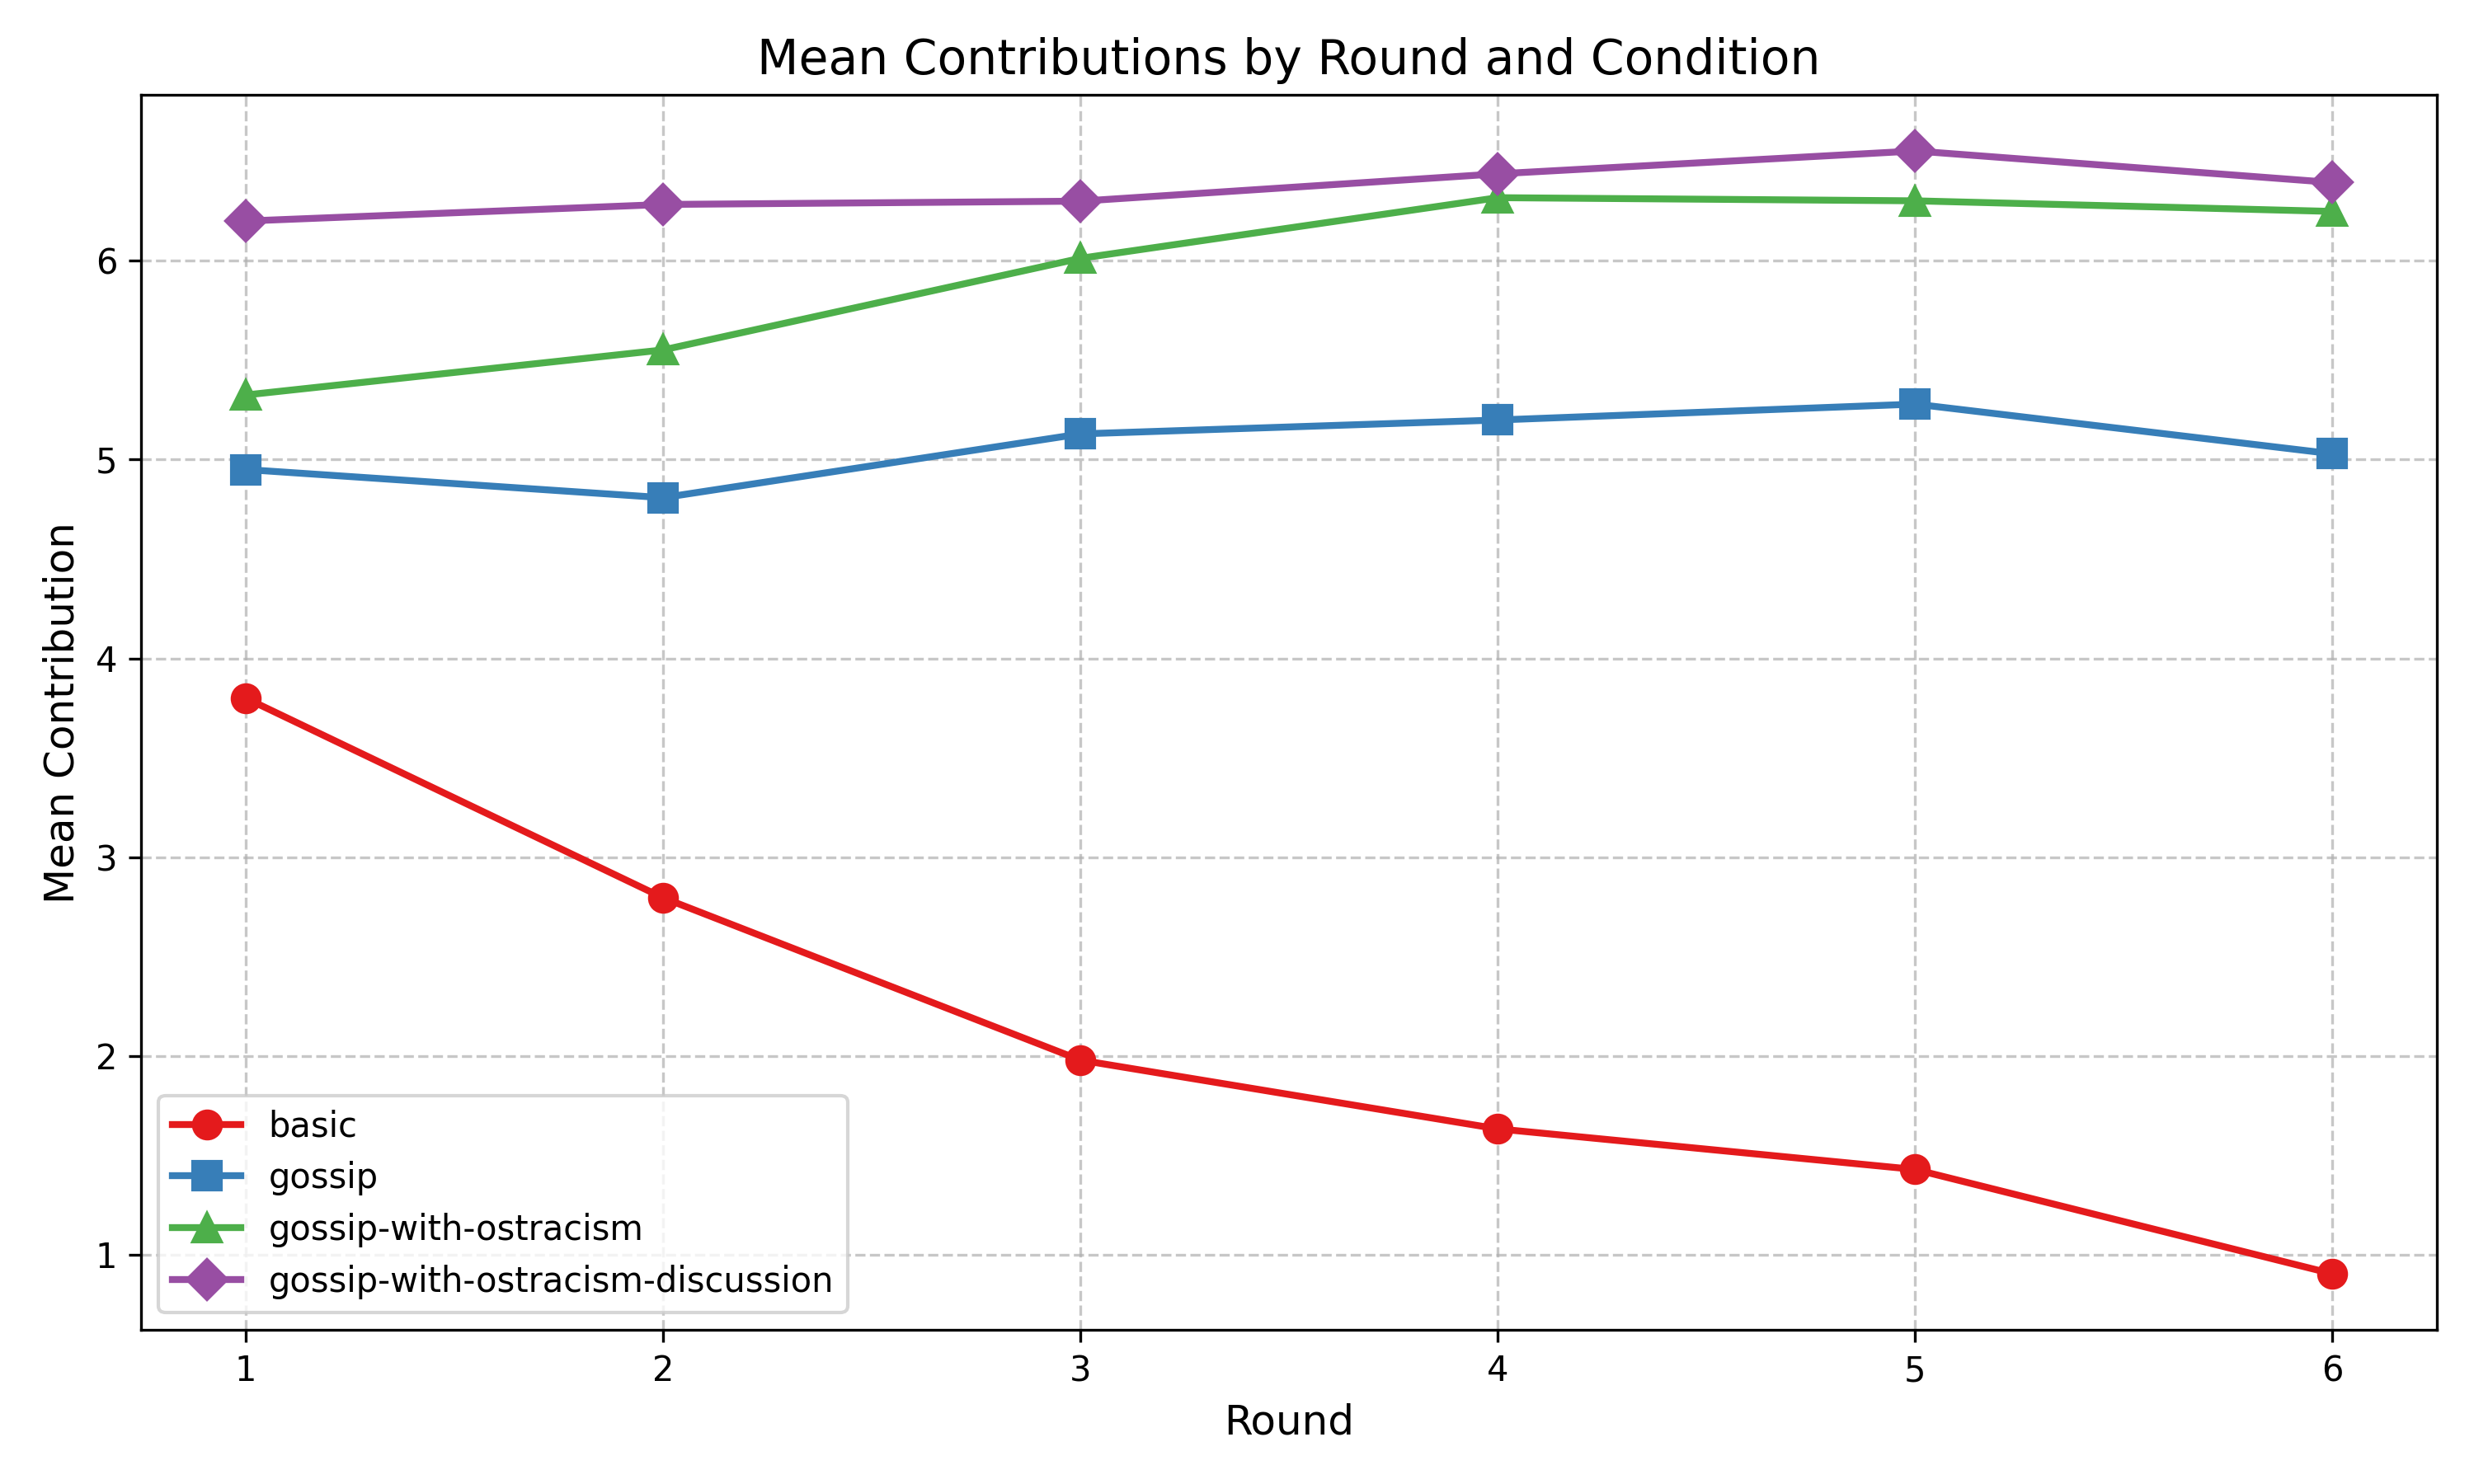 Mean Contributions by Round and Condition
Mean Contribution
6
5
4
3
2
1
basic
gossip
gossip-with-ostracism
gossip-with-ostracism-discussion
1 2 3 4 5 6
Round